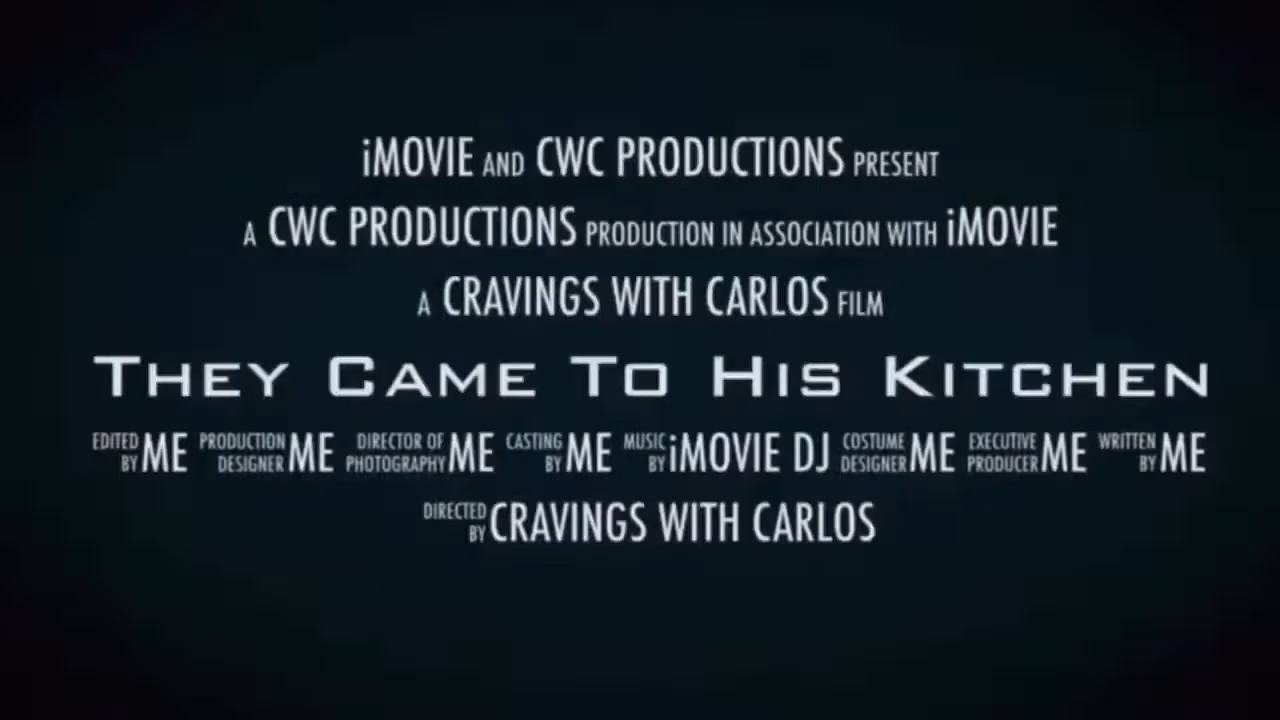 iMOVIE AND CWC PRODUCTIONS PRESENT
A CWC PRODUCTIONS PRODUCTION IN ASSOCIATION WITH iMOVIE
A CRAVINGS WITH CARLOS FILM
THEY CAME TO HIS KITCHEN
EDITED BY ME PRODUCTION DESIGNER ME DIRECTOR OF PHOTOGRAPHY ME CASTING BY ME MUSIC BY iMOVIE DJ COSTUME DESIGNER ME EXECUTIVE PRODUCER ME WRITTEN BY ME
DIRECTED BY CRAVINGS WITH CARLOS